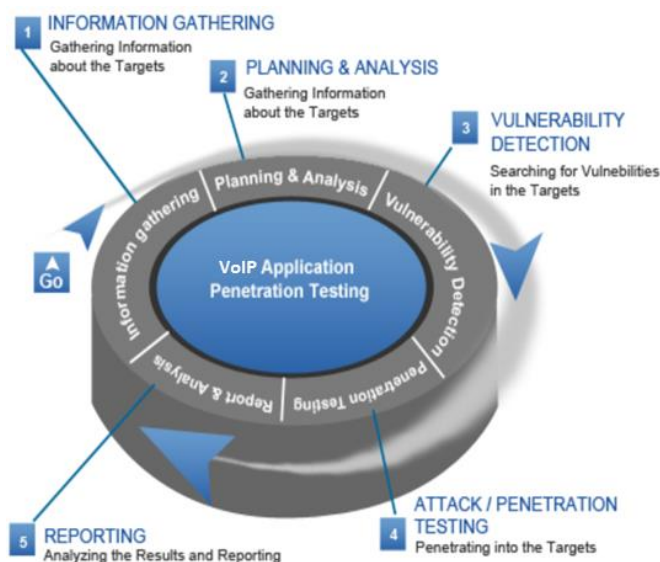 1 INFORMATION GATHERING
Gathering Information
about the Targets
2 PLANNING & ANALYSIS
Gathering Information
about the Targets
3 VULNERABILITY
DETECTION
Searching for Vulnebilities
in the Targets
Information gathering
Planning & Analysis
Vulnerability Detection
Penetration Testing
Report & Analysis
VoIP Application
Penetration Testing
Go
4 ATTACK / PENETRATION
TESTING
Penetrating into the Targets
5 REPORTING
Analyzing the Results and Reporting